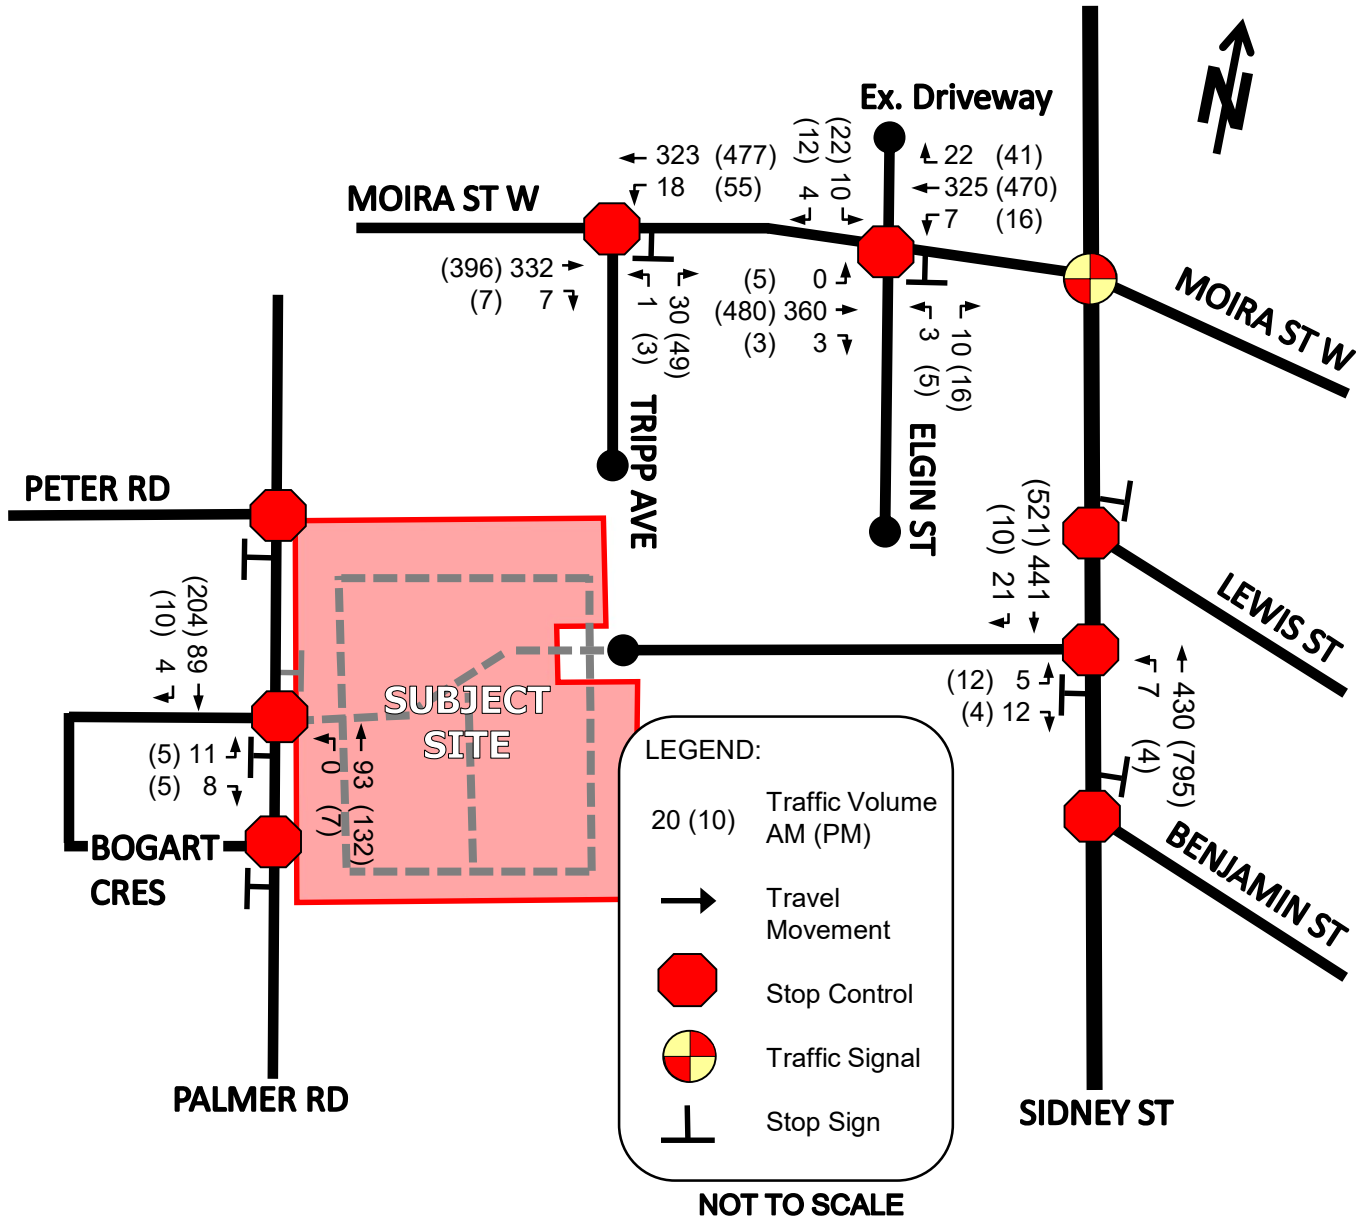 N
Ex. Driveway
323 (477)
18 (55)
(22) 10
(12) 4
22 (41)
325 (470)
7 (16)
MOIRA ST W
(396) 332
(7) 7
1 (3)
30 (49)
(5) 0
(480) 360
(3) 3
3 (5)
10 (16)
MOIRA ST W
TRIPP AVE
ELGIN ST
PETER RD
(521) 441
(10) 21
LEWIS ST
(204) 89
(10) 4
(12) 5
(4) 12
7 (4)
430 (795)
SUBJECT
SITE
(5) 11
(5) 8
0 (7)
93 (132)
BOGART
CRES
BENJAMIN ST
LEGEND:
20 (10)
Traffic Volume
AM (PM)
Travel
Movement
Stop Control
Traffic Signal
Stop Sign
PALMER RD
SIDNEY ST
NOT TO SCALE